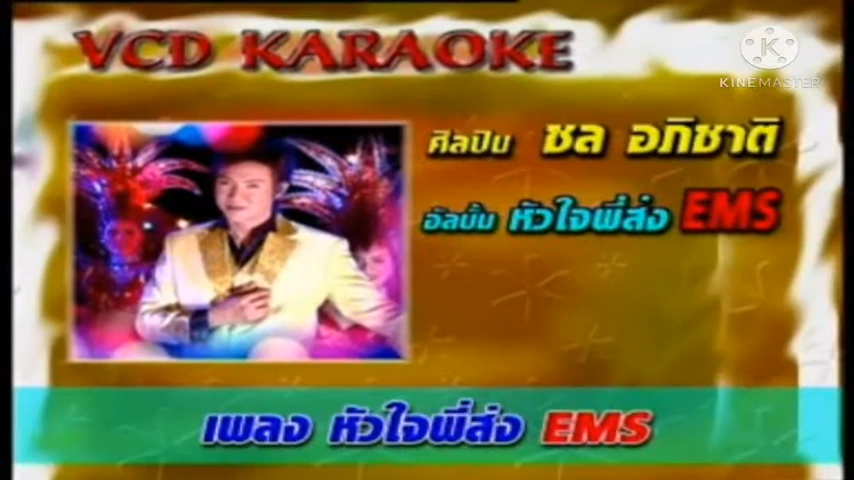 VCD KARAOKE
KINEMASTER
ศิลปิน ชล อภิชาติ
อัลบั้ม หัวใจพี่ส่ง EMS
เพลง หัวใจพี่ส่ง EMS